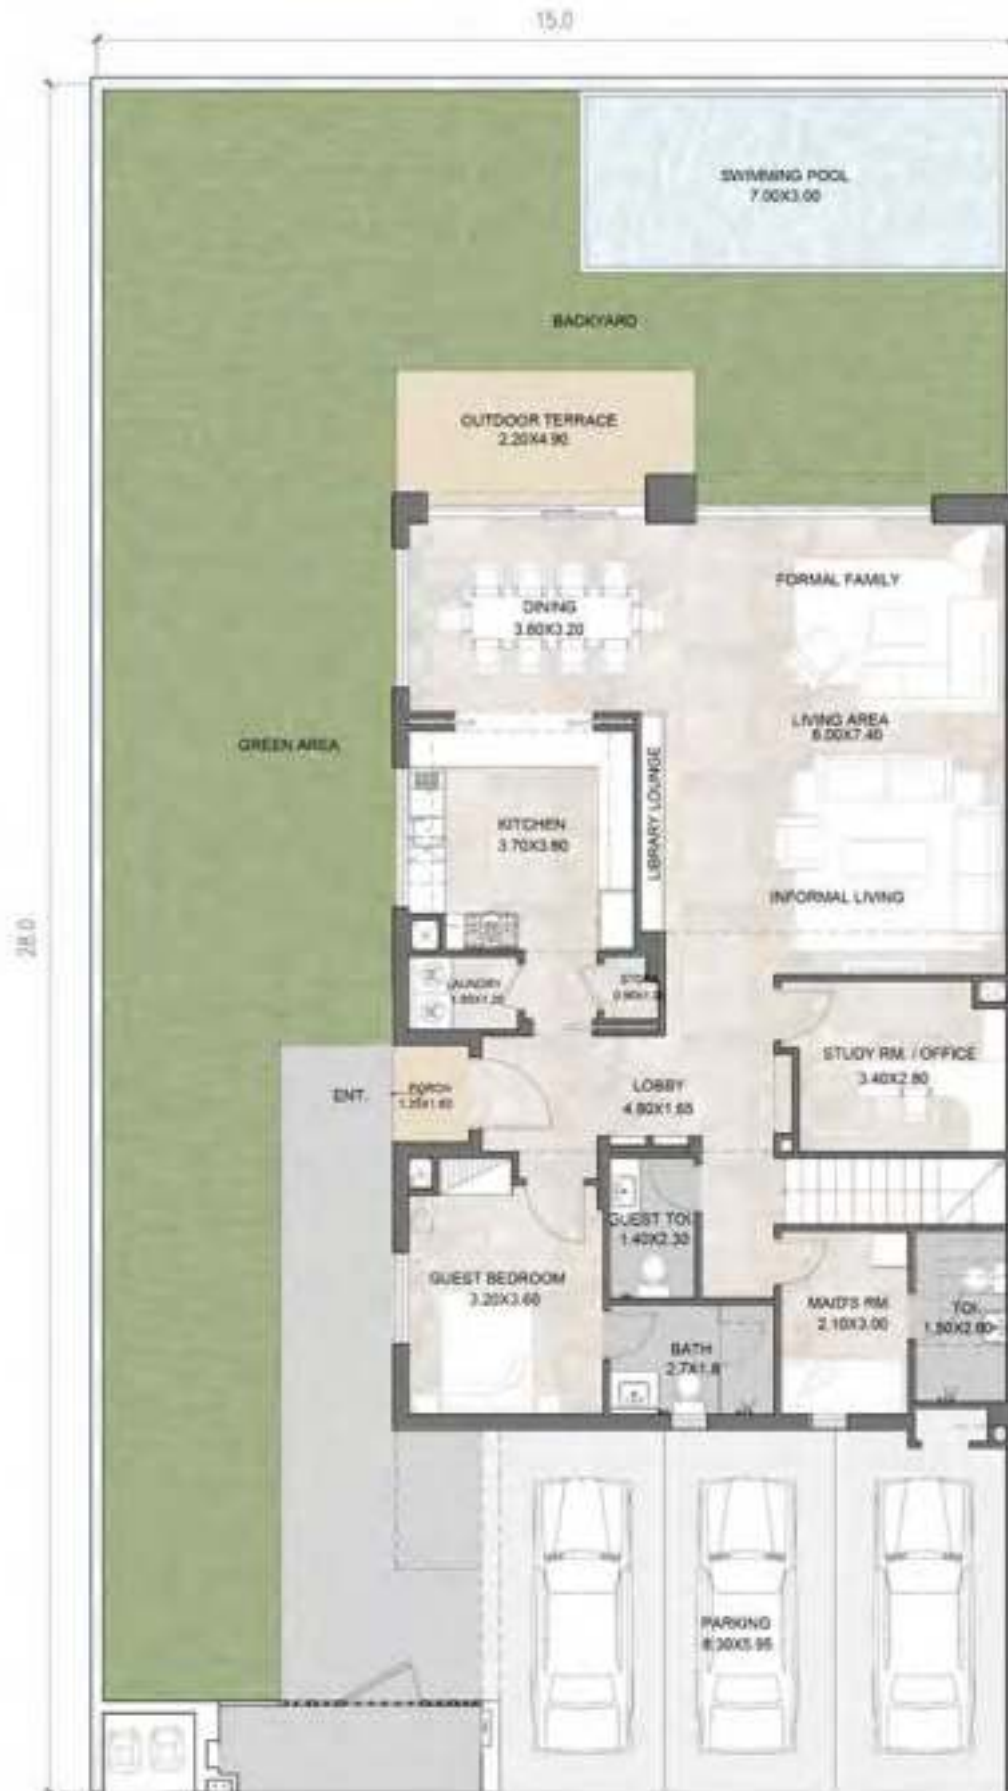 15.0
28.0
SWIMMING POOL
7.00X3.00
BACKYARD
OUTDOOR TERRACE
2.20X4.90
FORMAL FAMILY
DINING
3.60X3.20
LIVING AREA
6.00X7.40
GREEN AREA
LIBRARY LOUNGE
KITCHEN
3.70X3.80
INFORMAL LIVING
LAUNDRY
STUDY RM. / OFFICE
3.40X2.80
ENT.
PORCH
LOBBY
4.80X1.65
GUEST TOI.
1.40X2.30
GUEST BEDROOM
3.20X3.60
MAID'S RM
2.10X3.00
TOI.
BATH
2.7X1.8
PARKING
8.30X5.95